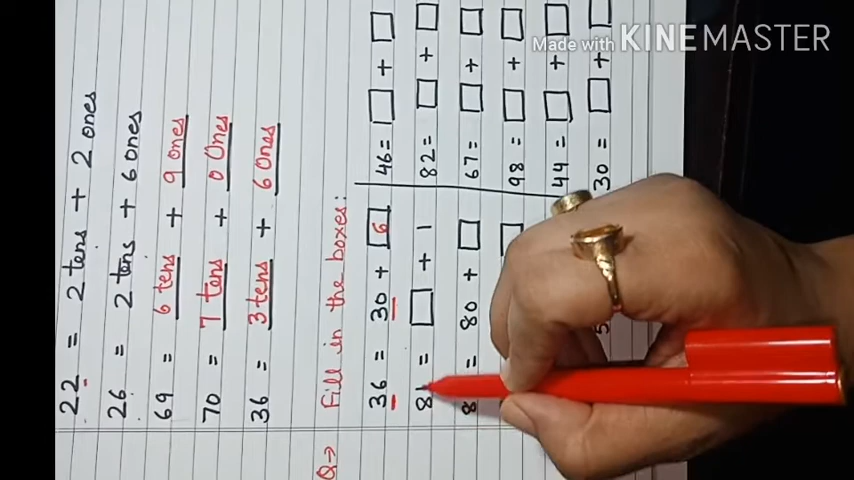 22 = 2 tens + 2 ones
26 = 2 tens + 6 ones
69 = 6 tens + 9 ones
70 = 7 tens + 0 Ones
36 = 3 tens + 6 Ones
Q→ Fill in the boxes:
36 = 30 + 6
81 = □ + 1
8 = 80 + □
46 = □ + □
82 = □ + □
67 = □ + □
98 = □ + □
44 = □ + □
30 = □ + □
Made with KINEMASTER